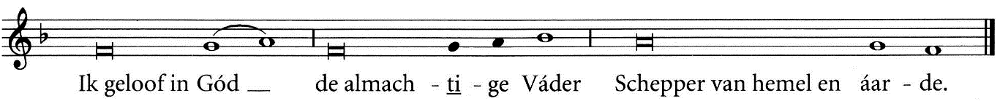 Ik geloof in Gód __ de almach - ti - ge Váder Schepper van hemel en áar - de.